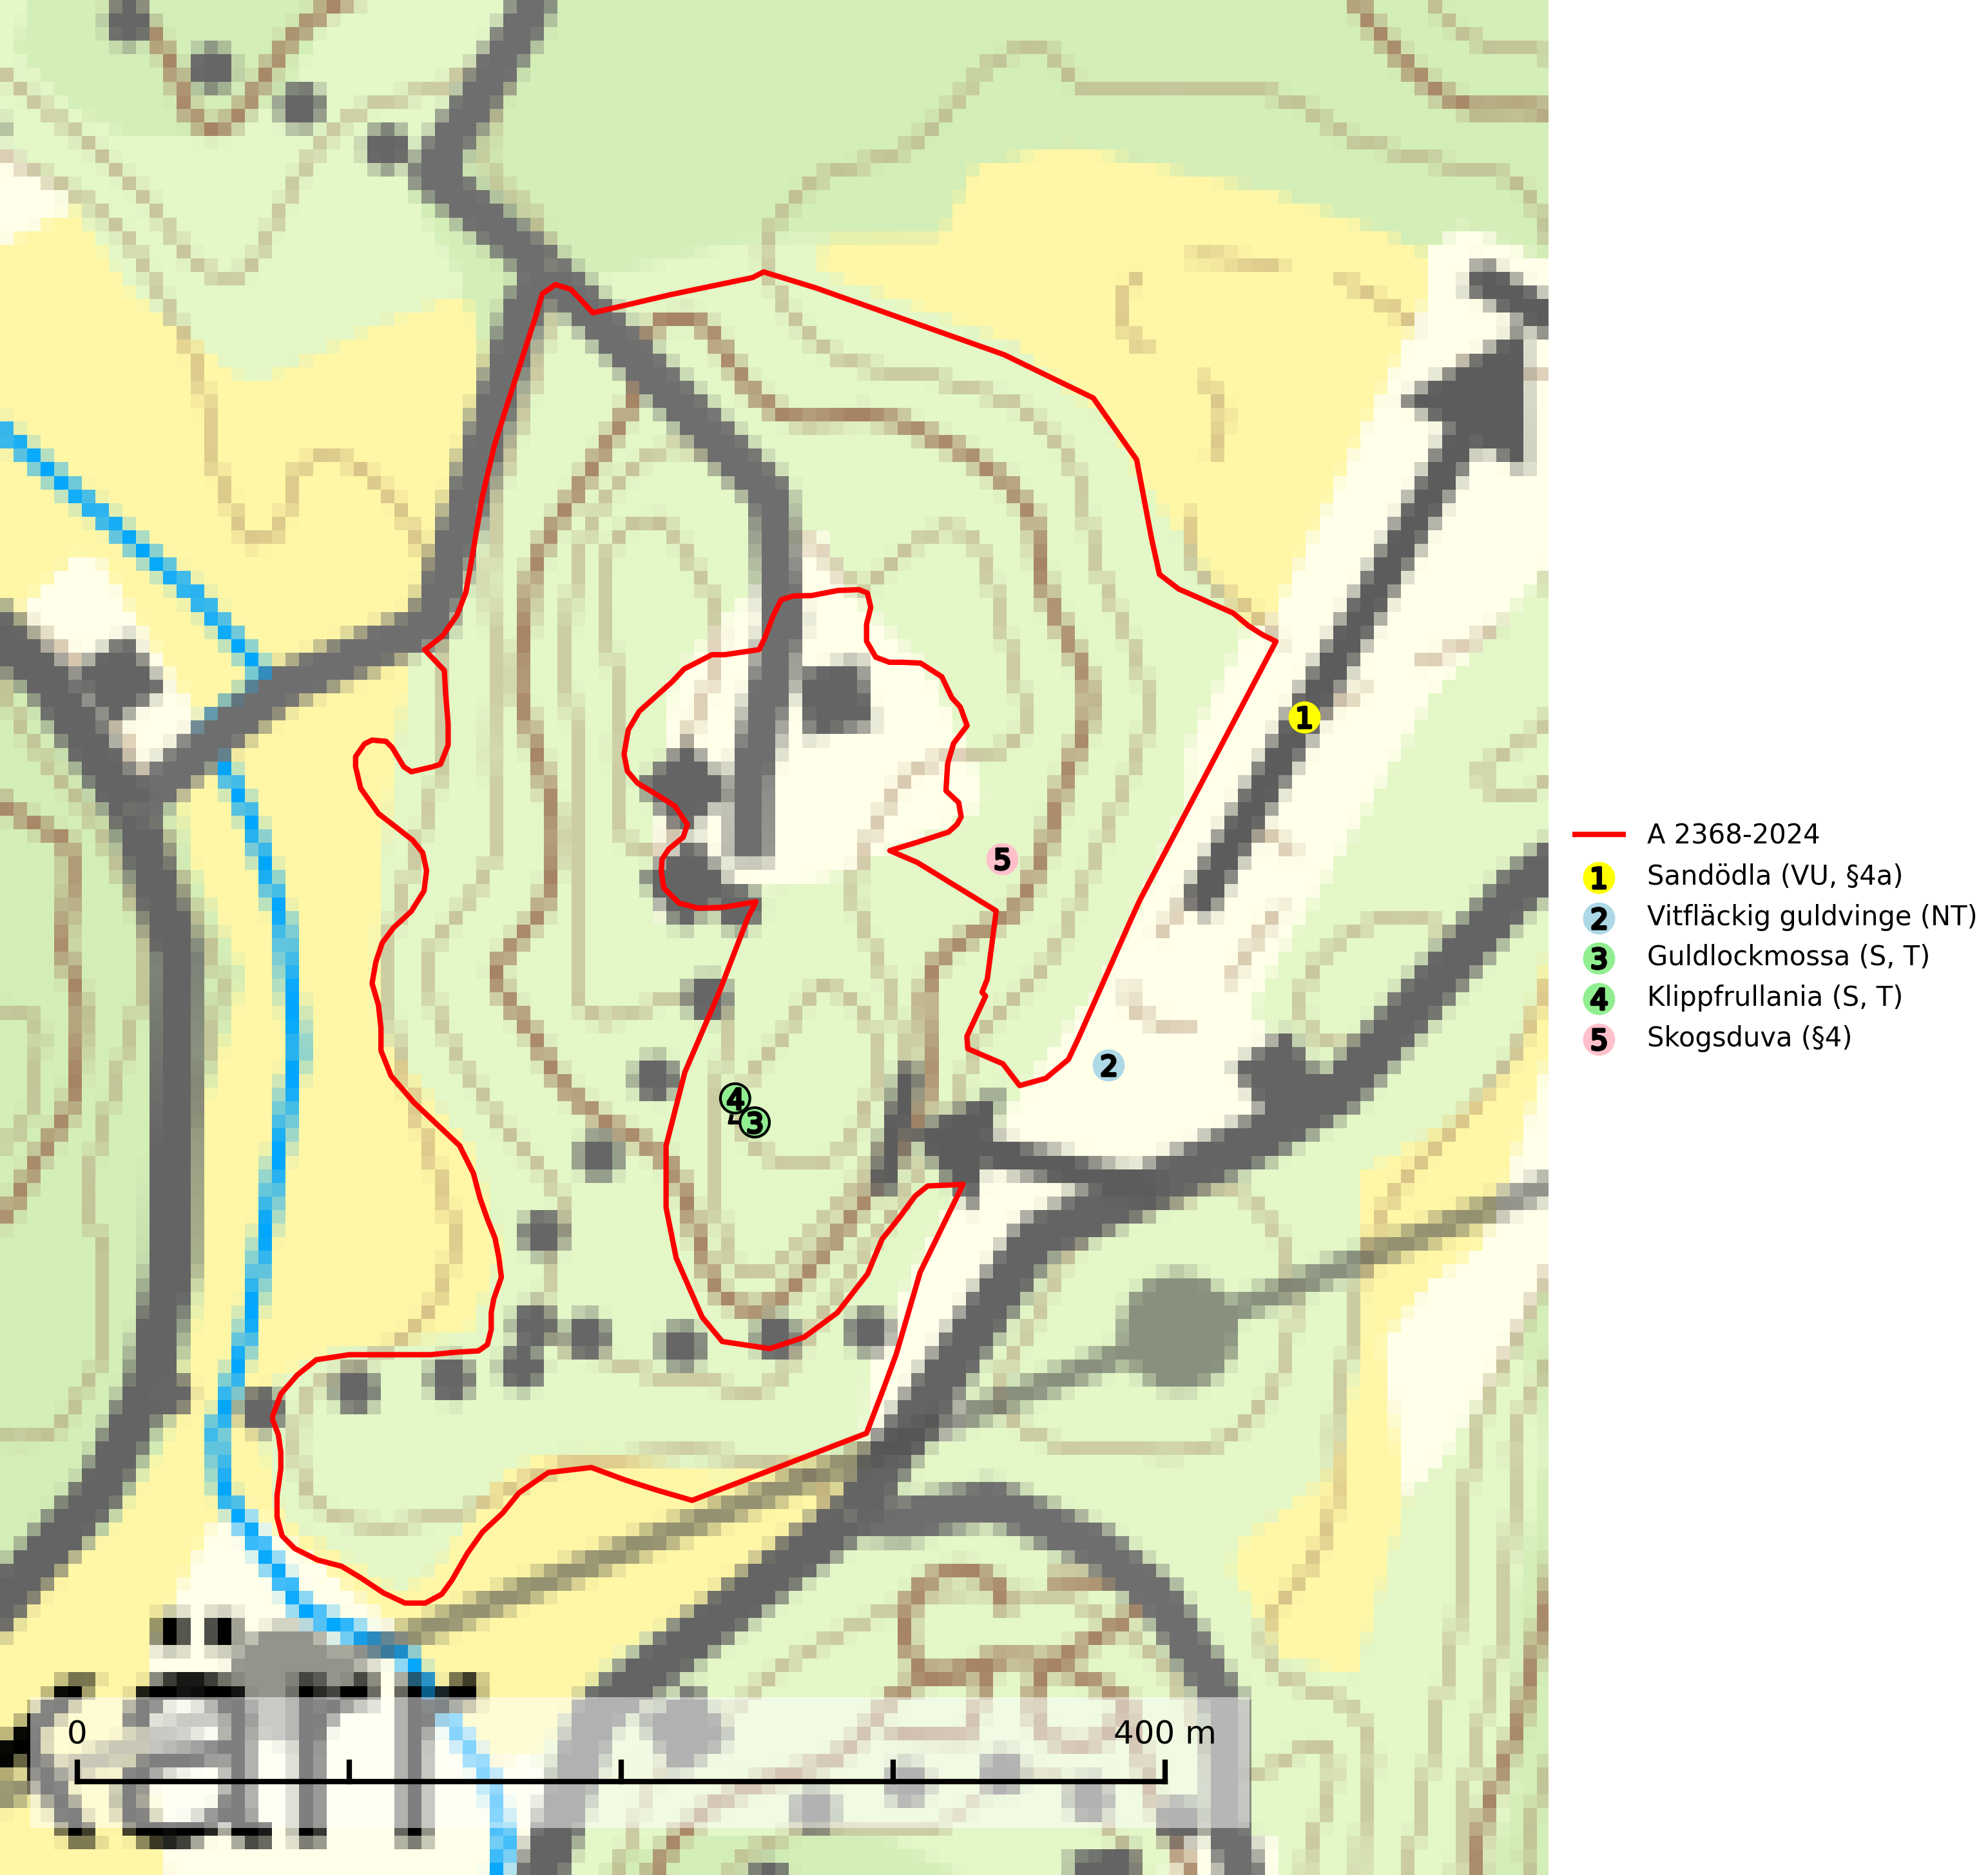 1
5
2
4
3
0
400 m
A 2368-2024
1 Sandödla (VU, §4a)
2 Vitfläckig guldvinge (NT)
3 Guldlockmossa (S, T)
4 Klippfrullania (S, T)
5 Skogsduva (§4)